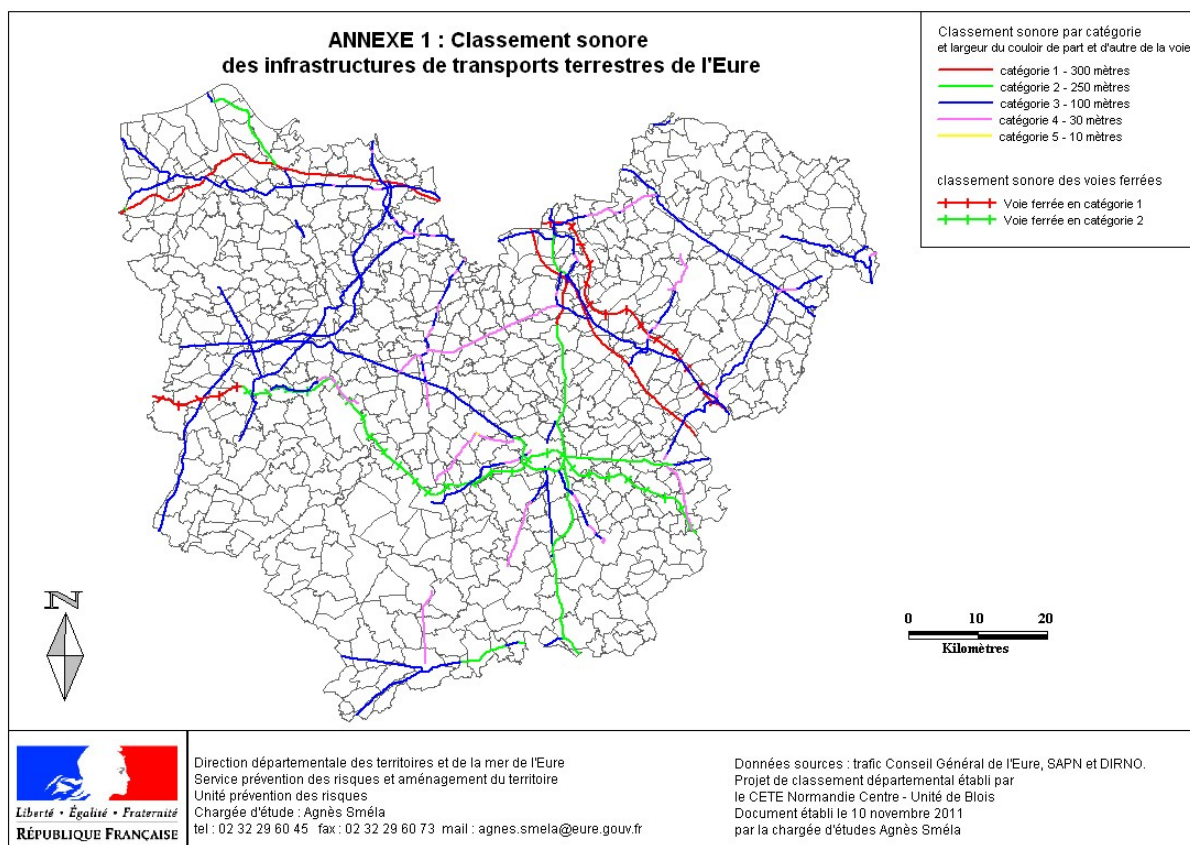 ANNEXE 1 : Classement sonore
des infrastructures de transports terrestres de l'Eure
Classement sonore par catégorie
et largeur du couloir de part et d'autre de la voie
catégorie 1 - 300 mètres
catégorie 2 - 250 mètres
catégorie 3 - 100 mètres
catégorie 4 - 30 mètres
catégorie 5 - 10 mètres
classement sonore des voies ferrées
Voie ferrée en catégorie 1
Voie ferrée en catégorie 2
N
0 10 20
Kilomètres
Liberté • Égalité • Fraternité
RÉPUBLIQUE FRANÇAISE
Direction départementale des territoires et de la mer de l'Eure
Service prévention des risques et aménagement du territoire
Unité prévention des risques
Chargée d'étude : Agnès Sméla
tel : 02 32 29 60 45 fax : 02 32 29 60 73 mail : agnes.smela@eure.gouv.fr
Données sources : trafic Conseil Général de l'Eure, SAPN et DIRNO.
Projet de classement départemental établi par
le CETE Normandie Centre - Unité de Blois
Document établi le 10 novembre 2011
par la chargée d'études Agnès Sméla